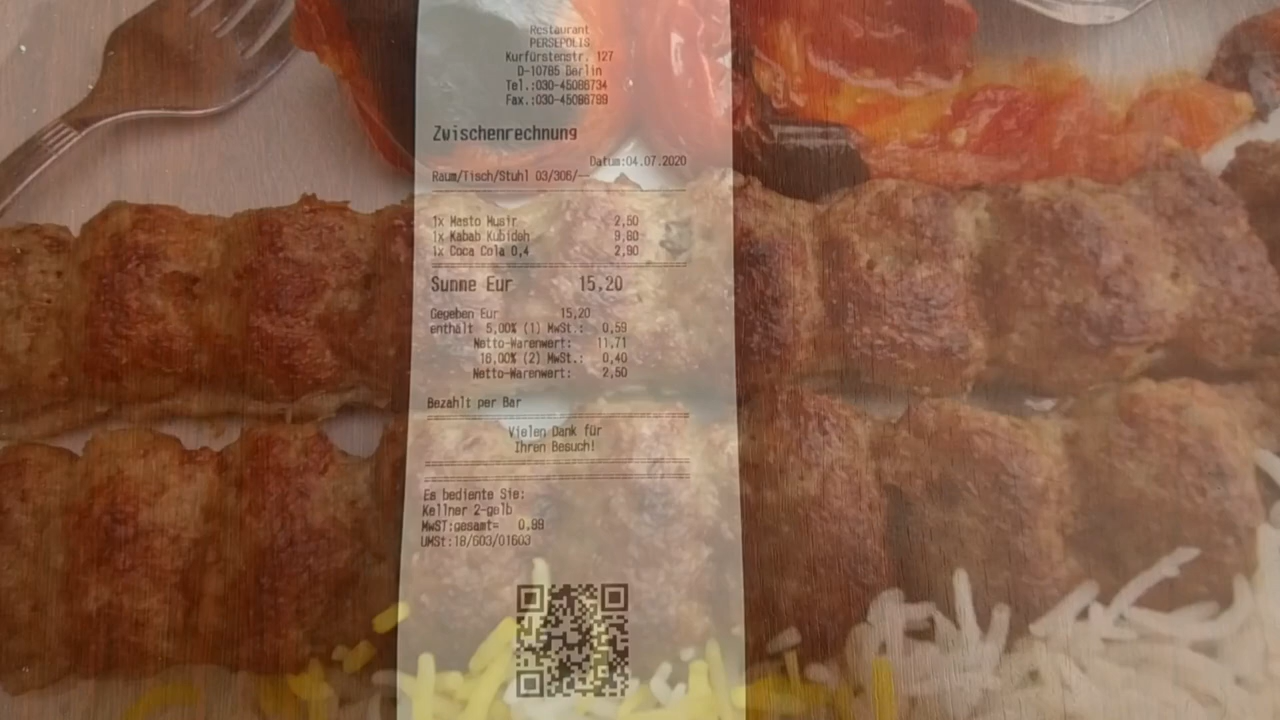 Restaurant
PERSEPOLIS
Kurfürstenstr. 127
D-10785 Berlin
Tel.:030-45086734
Fax.:030-45086799
Zwischenrechnung
Datum:04.07.2020
Raum/Tisch/Stuhl 03/306/--
1x Masto Musir 2,50
1x Kabab Kubideh 9,80
1x Coca Cola 0,4 2,90
Summe Eur 15,20
Gegeben Eur 15,20
enthält 5,00% (1) MwSt.: 0,59
Netto-Warenwert: 11,71
16,00% (2) MwSt.: 0,40
Netto-Warenwert: 2,50
Bezahlt per Bar
Vielen Dank für
Ihren Besuch!
Es bediente Sie:
Kellner 2-gelb
MwST:gesamt= 0,99
UMSt:18/603/01603